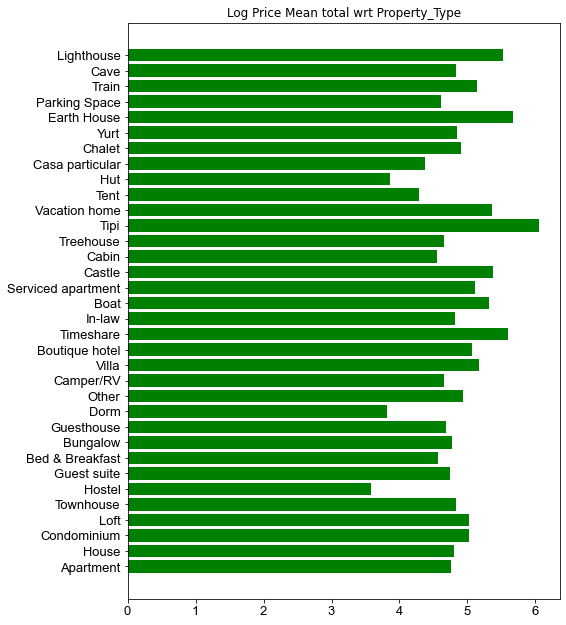 Log Price Mean total wrt Property_Type
Lighthouse
Cave
Train
Parking Space
Earth House
Yurt
Chalet
Casa particular
Hut
Tent
Vacation home
Tipi
Treehouse
Cabin
Castle
Serviced apartment
Boat
In-law
Timeshare
Boutique hotel
Villa
Camper/RV
Other
Dorm
Guesthouse
Bungalow
Bed & Breakfast
Guest suite
Hostel
Townhouse
Loft
Condominium
House
Apartment
0 1 2 3 4 5 6